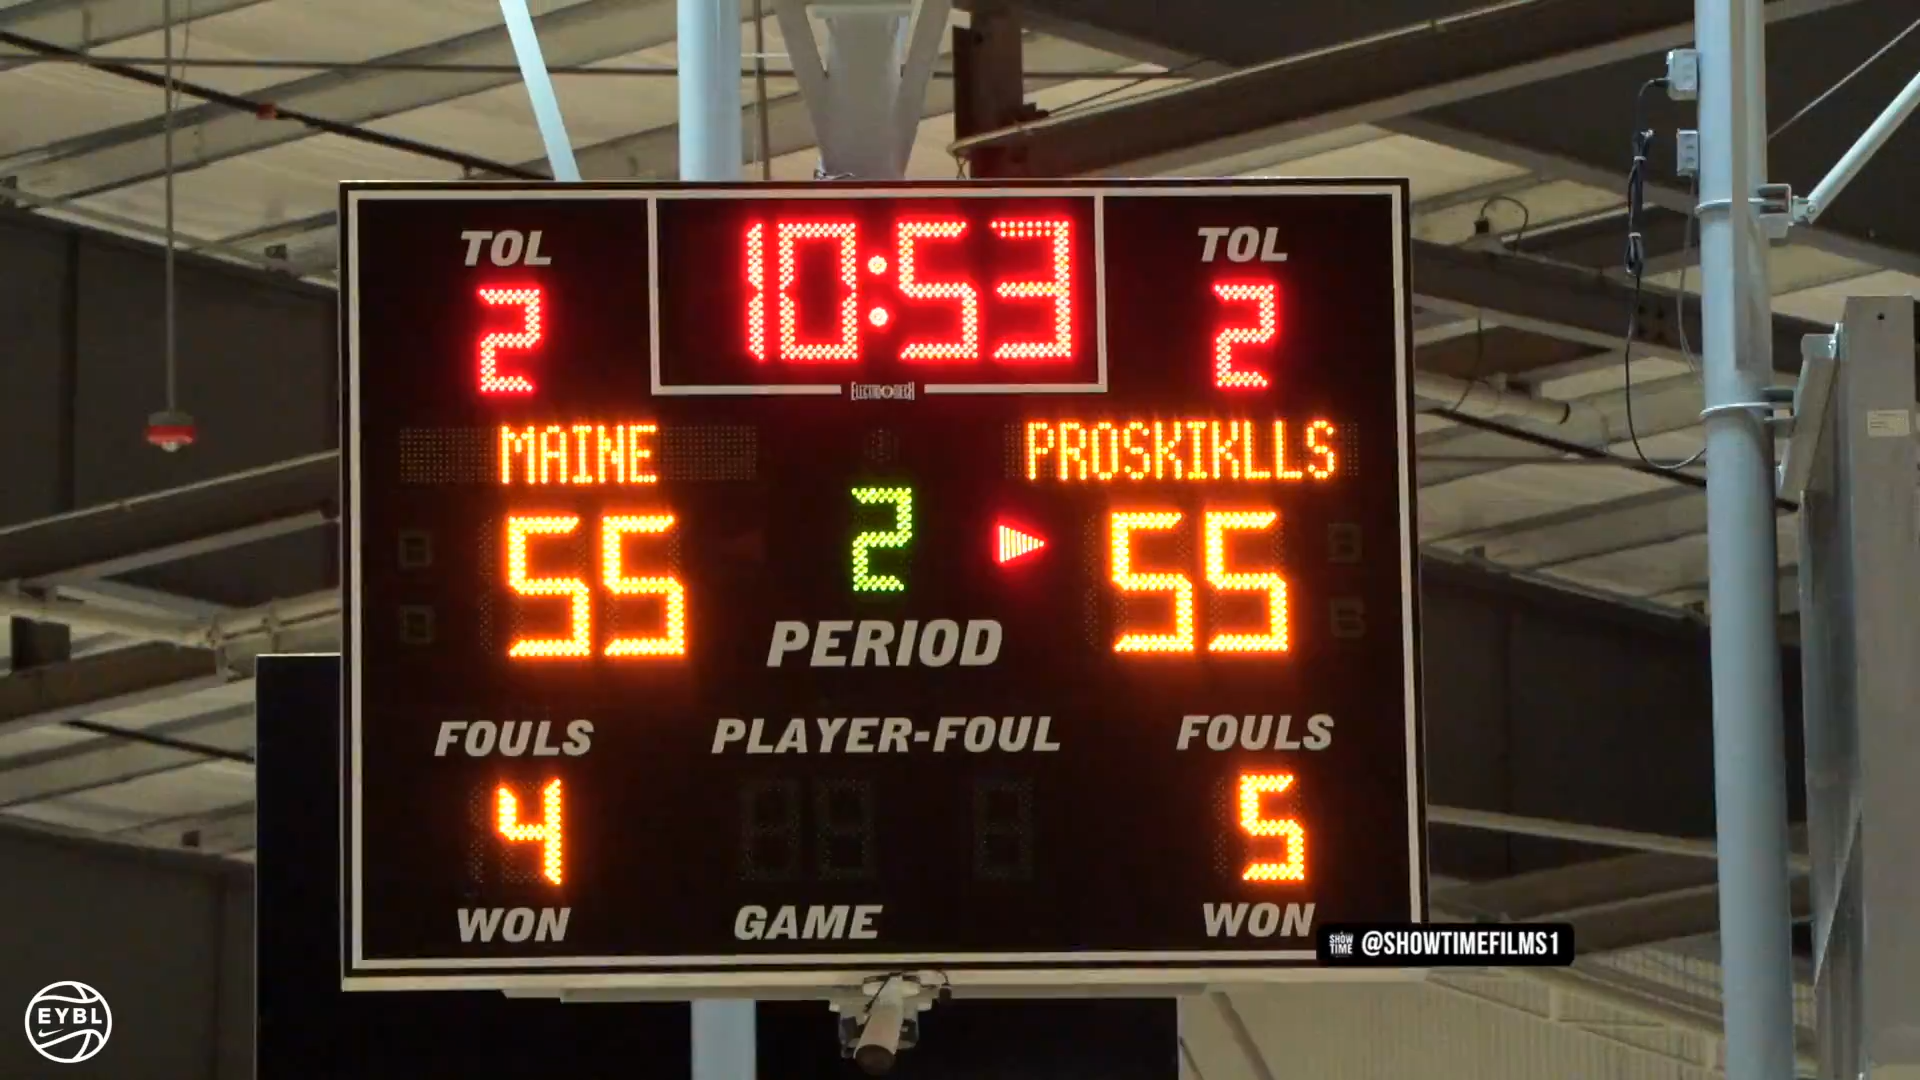 TOL
10:53
TOL
2
2
ELECTRO-MECH
MAINE
PROSKIKLLS
55
2
55
PERIOD
FOULS
PLAYER-FOUL
FOULS
4
5
WON
GAME
WON
SHOW
TIME
@SHOWTIMEFILMS1
EYBL